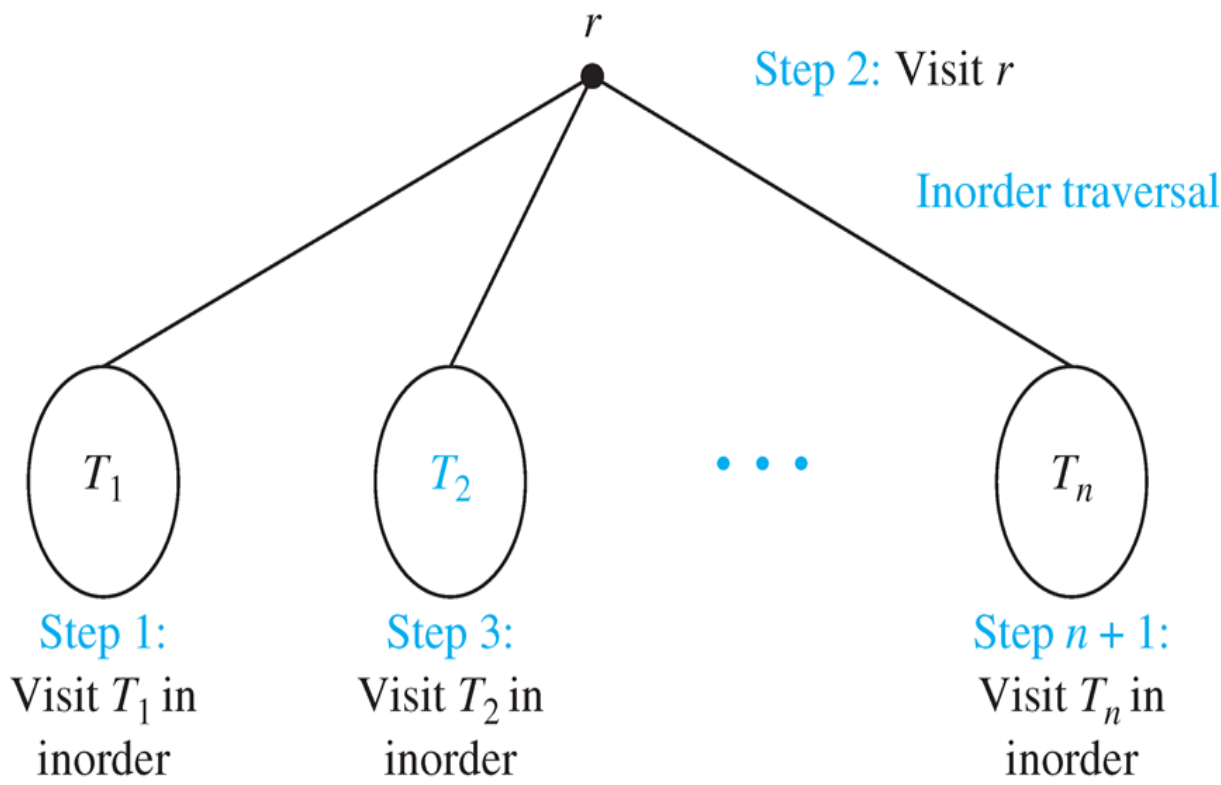 r
Step 2: Visit r
Inorder traversal
T₁
T₂
• • •
Tₙ
Step 1:
Visit T₁ in
inorder
Step 3:
Visit T₂ in
inorder
Step n + 1:
Visit Tₙ in
inorder